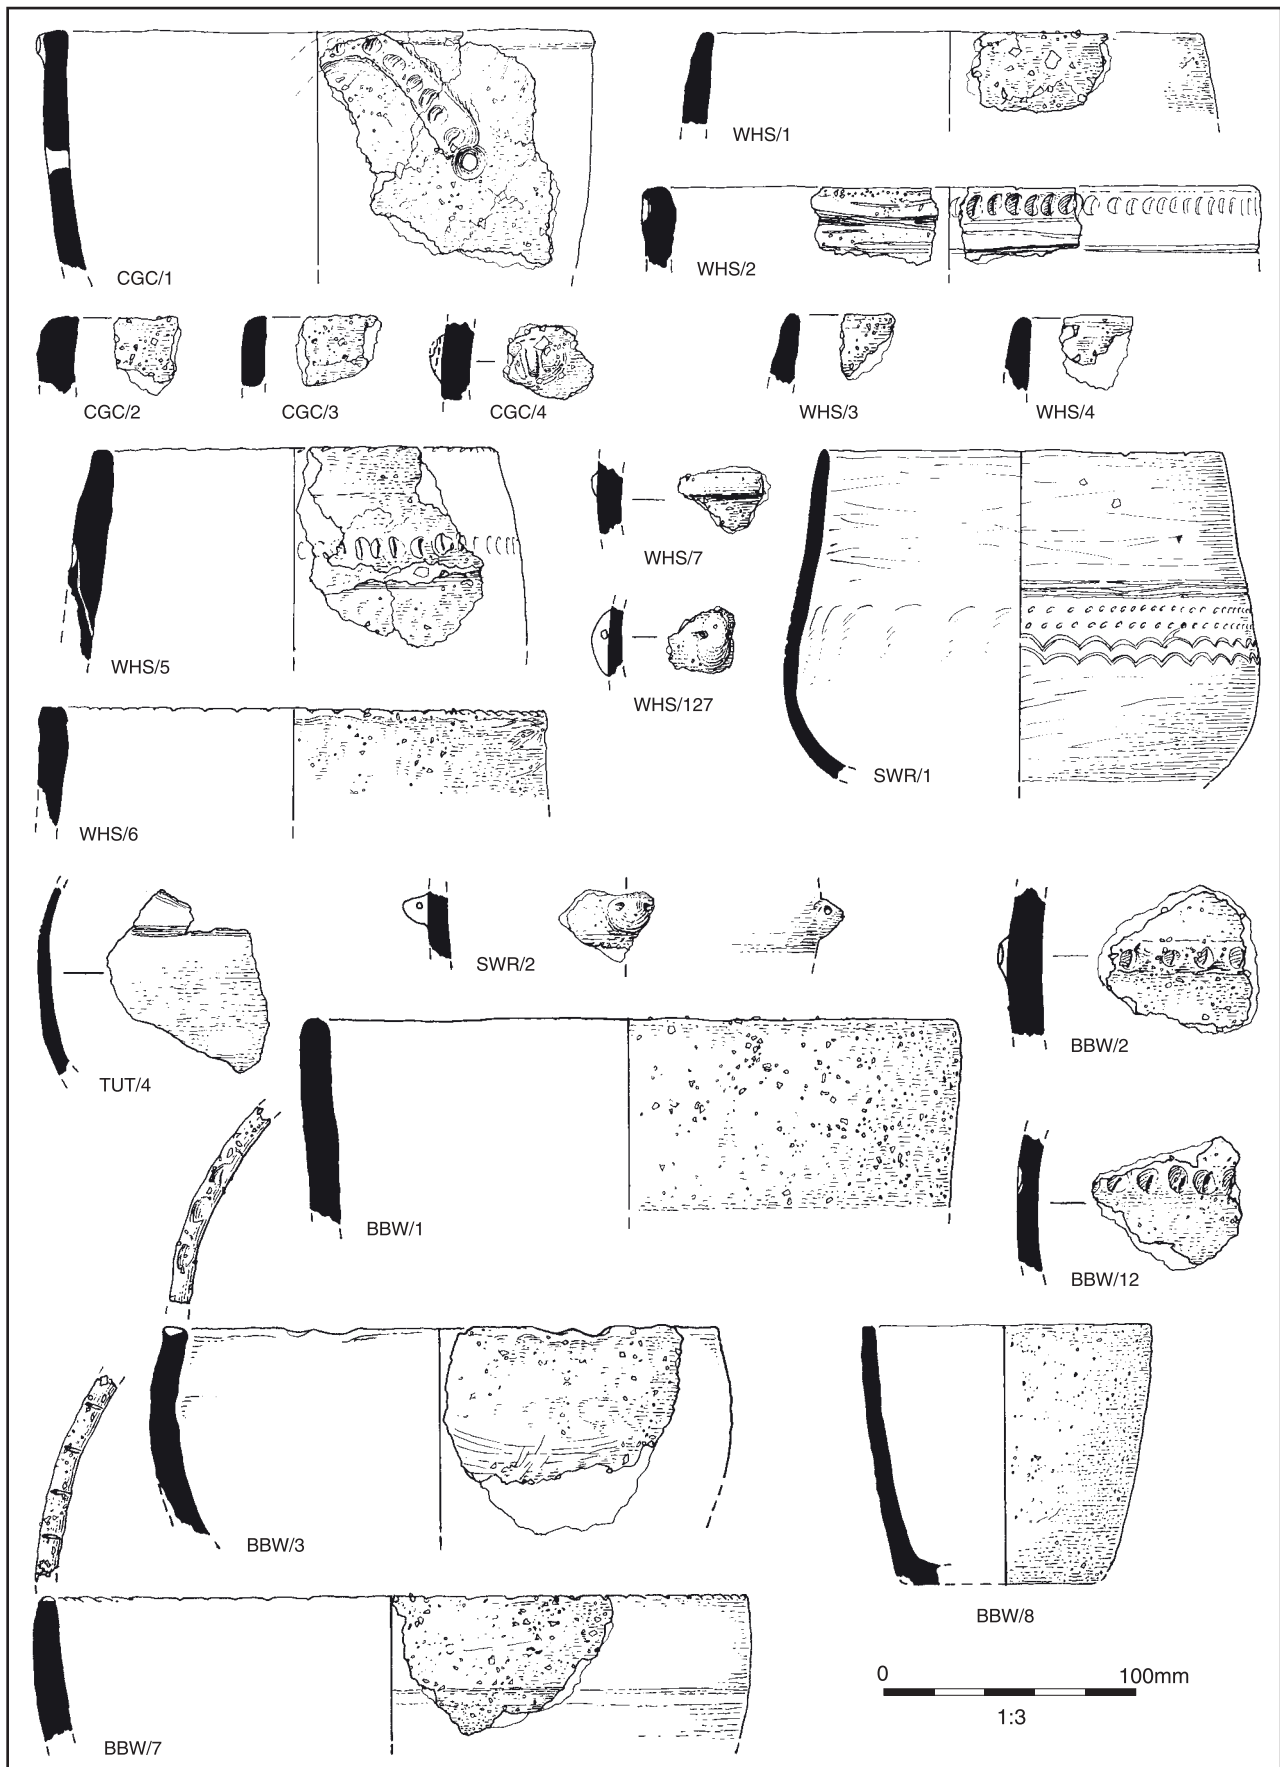 CGC/1
WHS/1
WHS/2
CGC/2
CGC/3
CGC/4
WHS/3
WHS/4
WHS/5
WHS/7
WHS/127
SWR/1
WHS/6
TUT/4
SWR/2
BBW/2
BBW/1
BBW/12
BBW/3
BBW/8
BBW/7
0 100mm
1:3